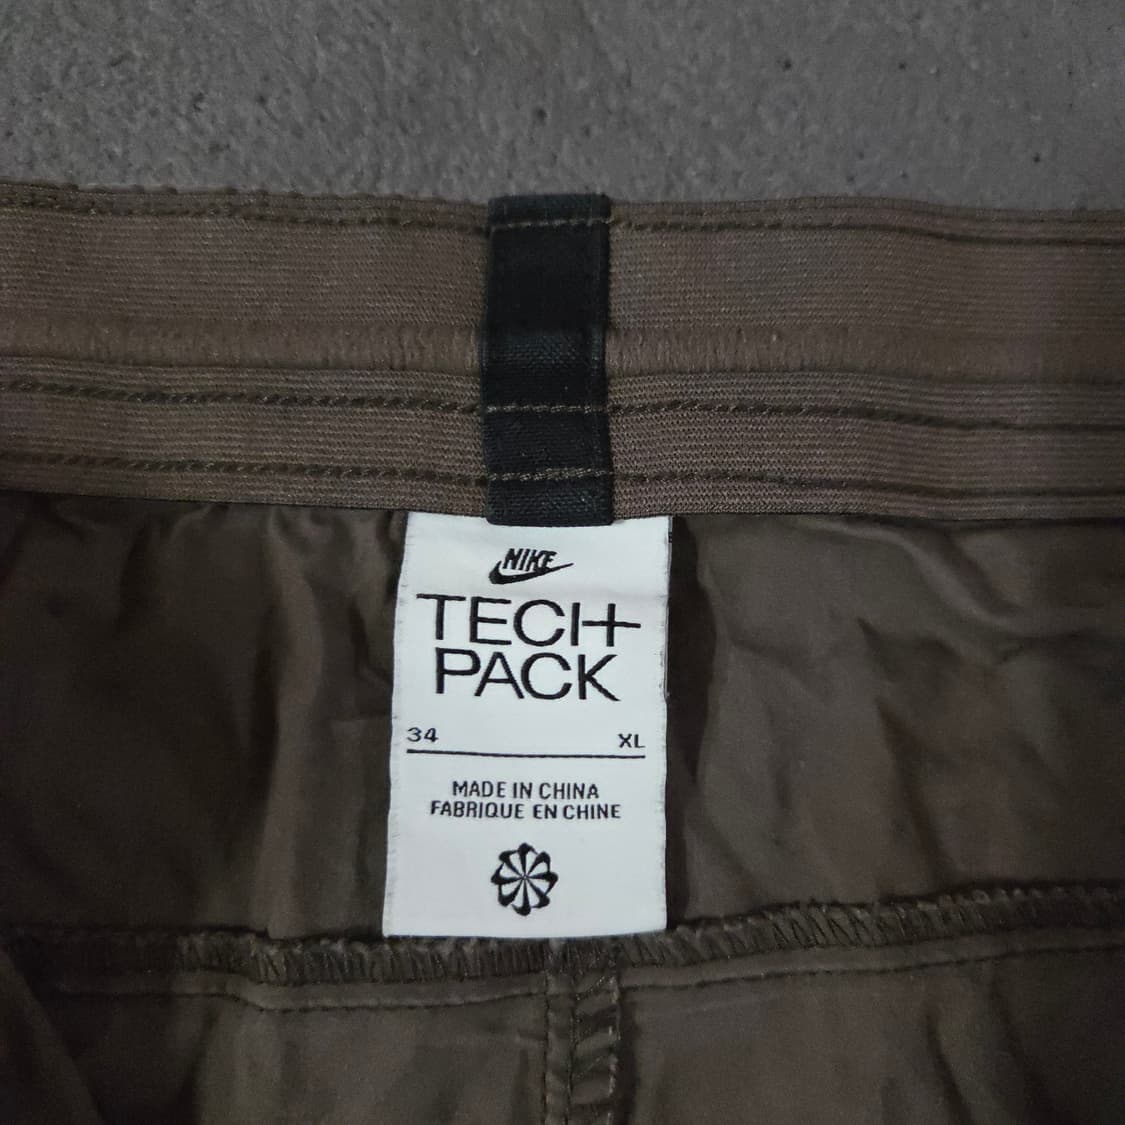 NIKE
TECH
PACK
34 XL
MADE IN CHINA
FABRIQUE EN CHINE